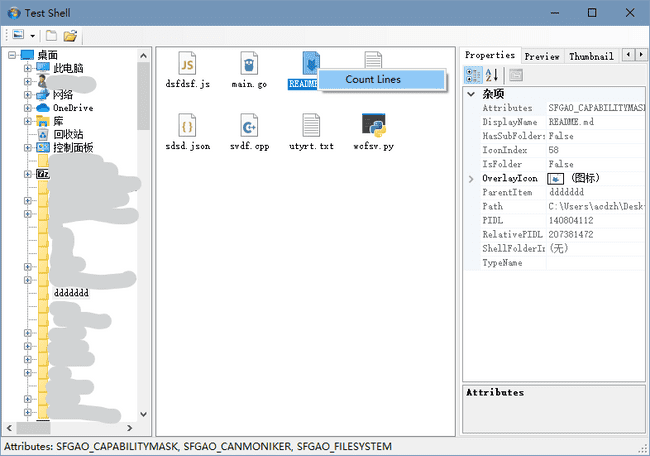 Test Shell
桌面
此电脑
网络
OneDrive
库
回收站
控制面板
ddddddd
dsfdsf.js
main.go
README
Count Lines
sdsd.json
svdf.cpp
utyrt.txt
wcfsv.py
Properties
Preview
Thumbnail
杂项
Attributes SFGAO_CAPABILITYMASK
DisplayName README.md
HasSubFolders False
IconIndex 58
IsFolder False
OverlayIcon (图标)
ParentItem ddddddd
Path C:\Users\acdzh\Desk
PIDL 140804112
RelativePIDL 207381472
ShellFolderIn (无)
TypeName
Attributes
Attributes: SFGAO_CAPABILITYMASK, SFGAO_CANMONIKER, SFGAO_FILESYSTEM